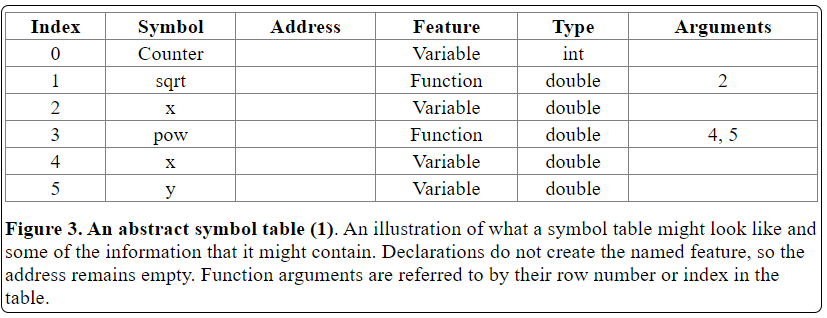 Index Symbol Address Feature Type Arguments
0 Counter Variable int
1 sqrt Function double 2
2 x Variable double
3 pow Function double 4, 5
4 x Variable double
5 y Variable double
Figure 3. An abstract symbol table (1). An illustration of what a symbol table might look like and
some of the information that it might contain. Declarations do not create the named feature, so the
address remains empty. Function arguments are referred to by their row number or index in the
table.